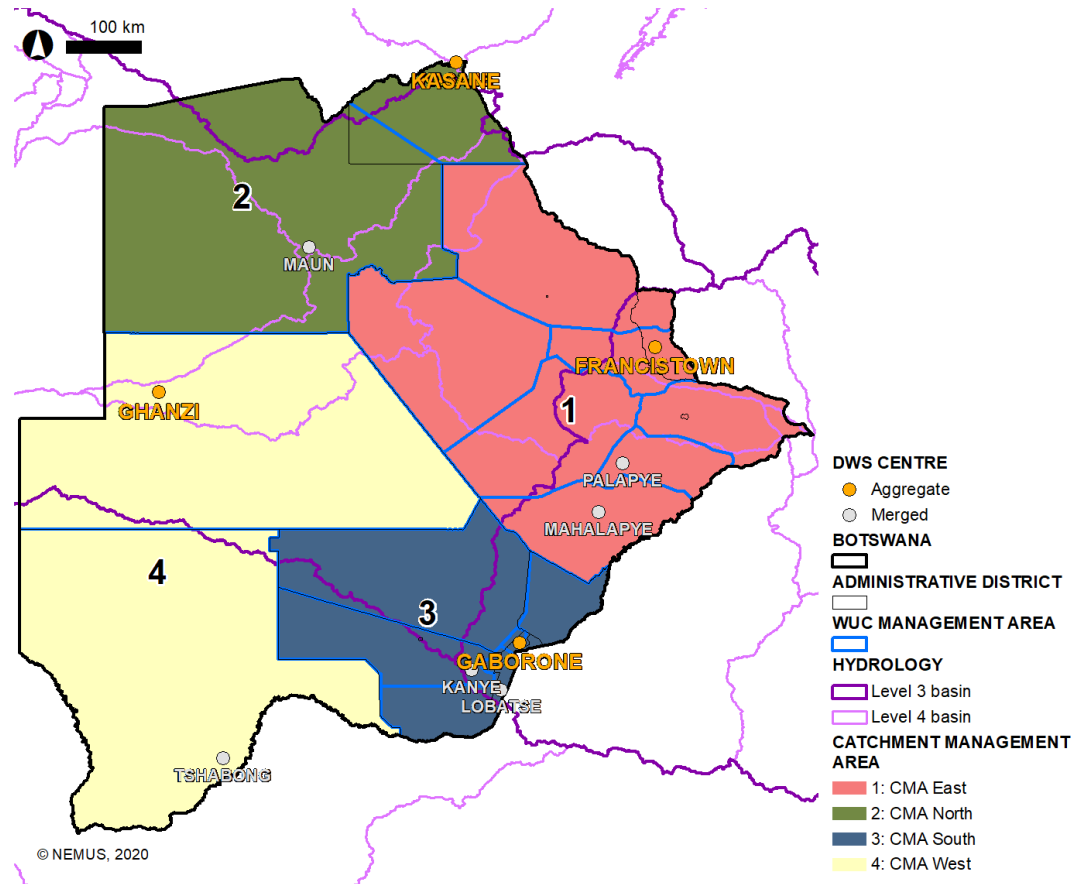 100 km
KASANE
2
MAUN
FRANCISTOWN
GHANZI
1
PALAPYE
MAHALAPYE
4
3
GABORONE
KANYE
LOBATSE
TSHABONG
© NEMUS, 2020
DWS CENTRE
Aggregate
Merged
BOTSWANA
ADMINISTRATIVE DISTRICT
WUC MANAGEMENT AREA
HYDROLOGY
Level 3 basin
Level 4 basin
CATCHMENT MANAGEMENT
AREA
1: CMA East
2: CMA North
3: CMA South
4: CMA West